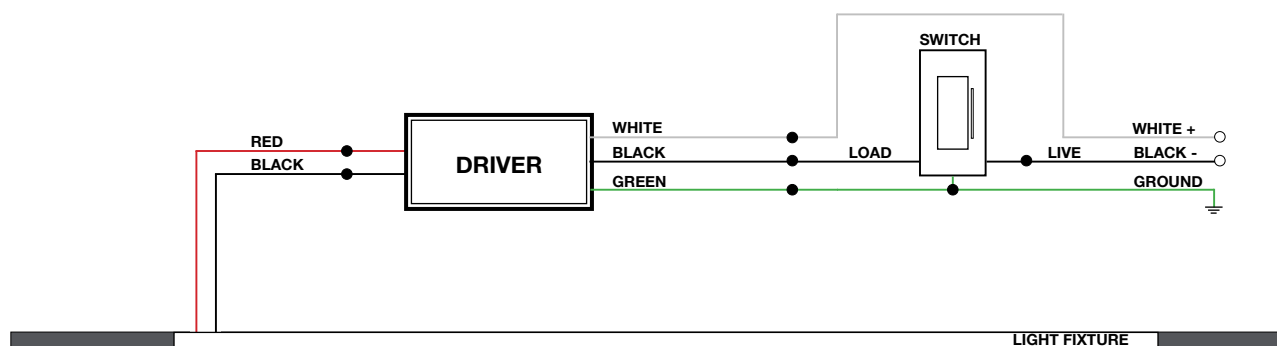 SWITCH
WHITE
WHITE +
RED
BLACK
LOAD
LIVE
BLACK -
BLACK
DRIVER
GREEN
GROUND
LIGHT FIXTURE